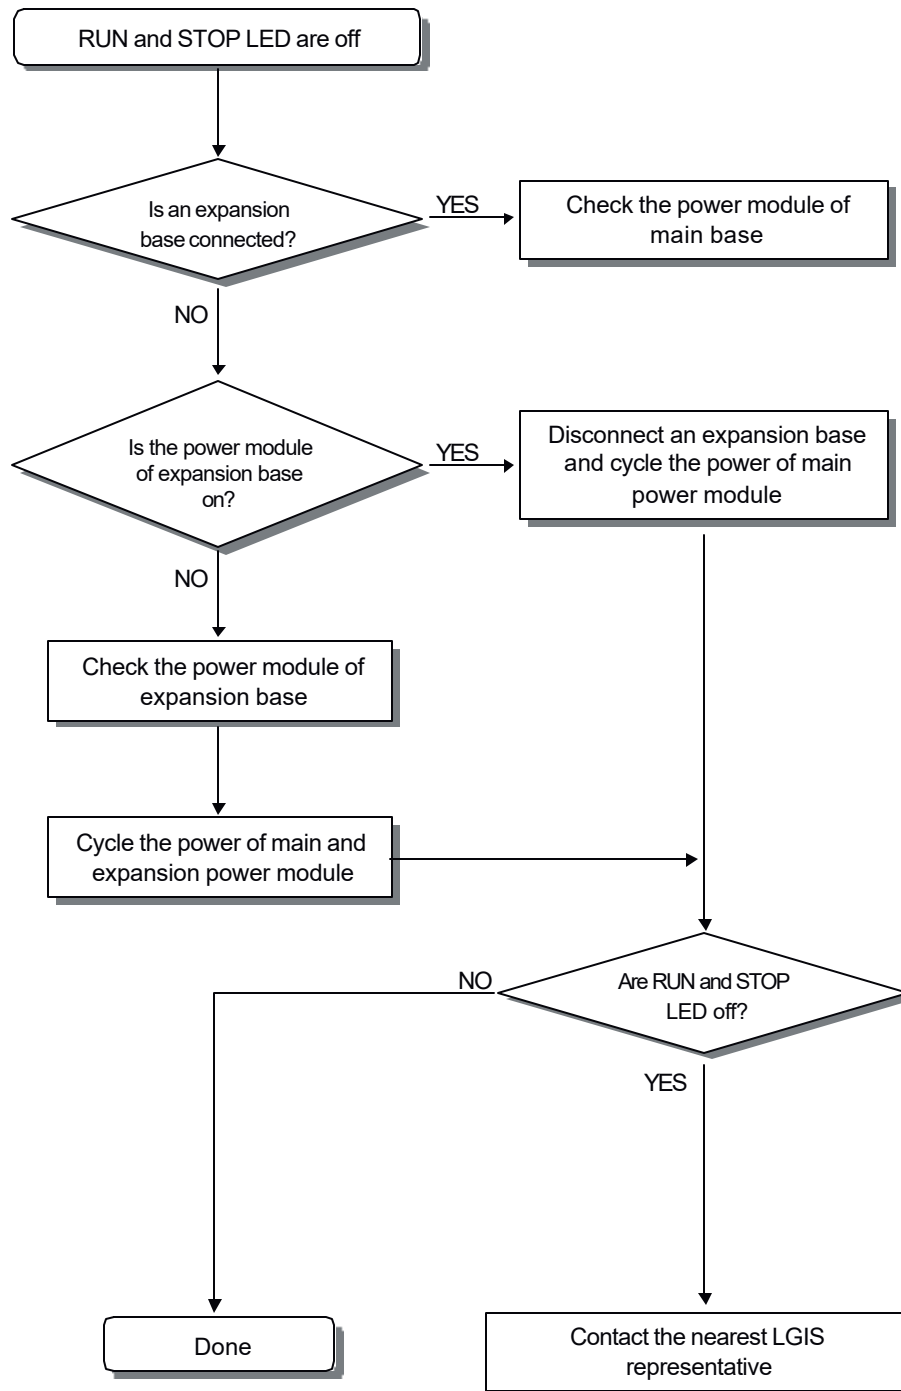 RUN and STOP LED are off
Is an expansion
base connected?
YES
Check the power module of
main base
NO
Is the power module
of expansion base
on?
YES
Disconnect an expansion base
and cycle the power of main
power module
NO
Check the power module of
expansion base
Cycle the power of main and
expansion power module
Are RUN and STOP
LED off?
NO
YES
Done
Contact the nearest LGIS
representative